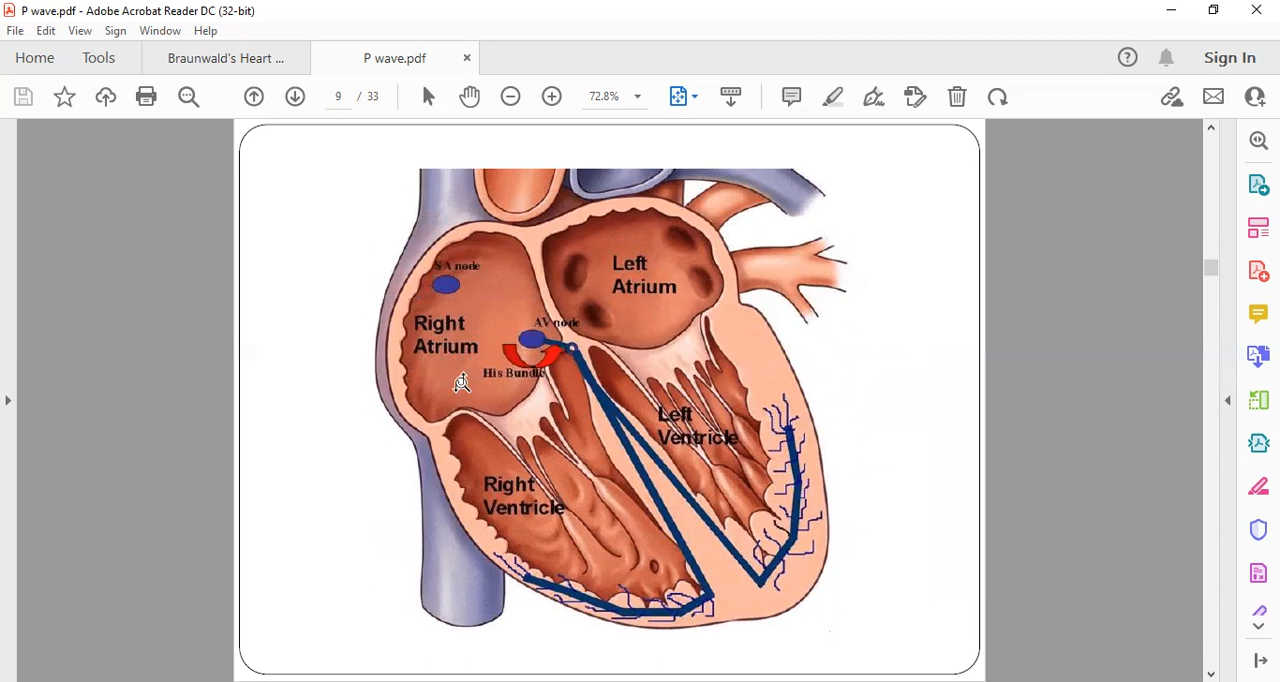 P wave.pdf - Adobe Acrobat Reader DC (32-bit)
File Edit View Sign Window Help
Home Tools Braunwald's Heart ... P wave.pdf Sign In
9 / 33 72.8%
SA node
Left
Atrium
AV node
Right
Atrium
His Bundle
Left
Ventricle
Right
Ventricle